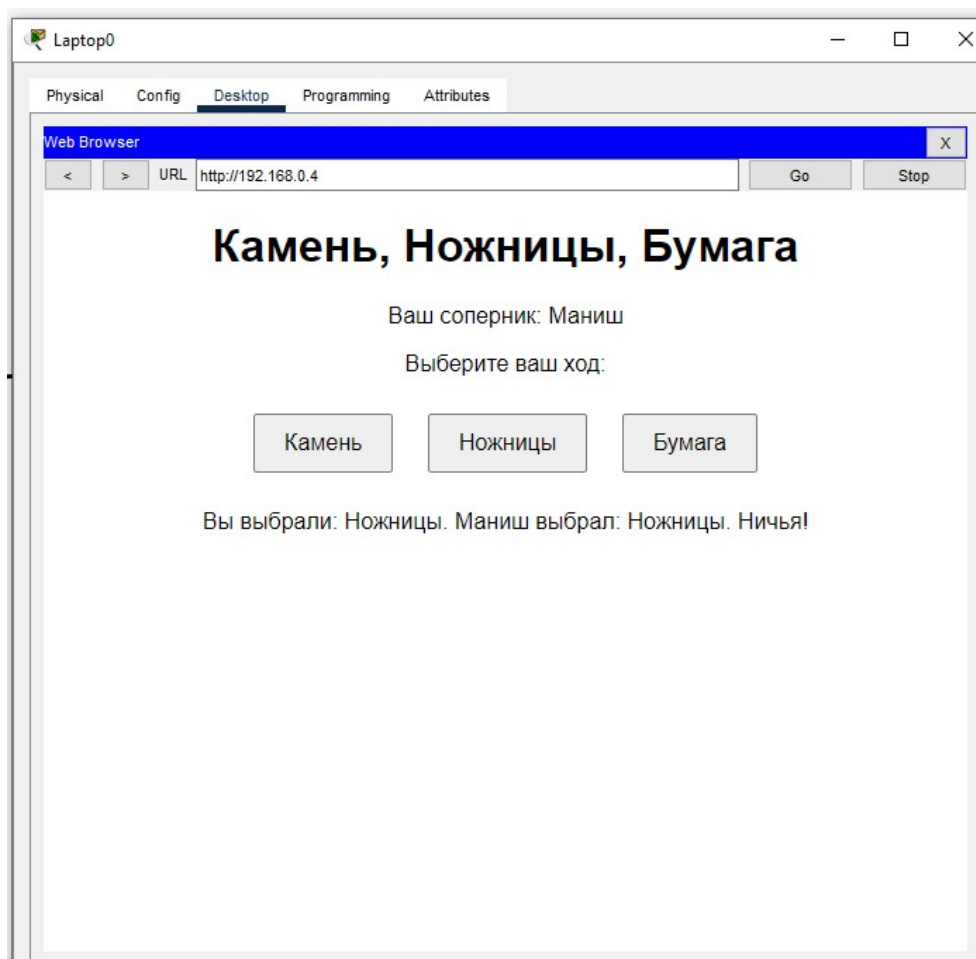 Laptop0
Physical Config Desktop Programming Attributes
Web Browser X
< > URL http://192.168.0.4 Go Stop
Камень, Ножницы, Бумага
Ваш соперник: Маниш
Выберите ваш ход:
Камень Ножницы Бумага
Вы выбрали: Ножницы. Маниш выбрал: Ножницы. Ничья!